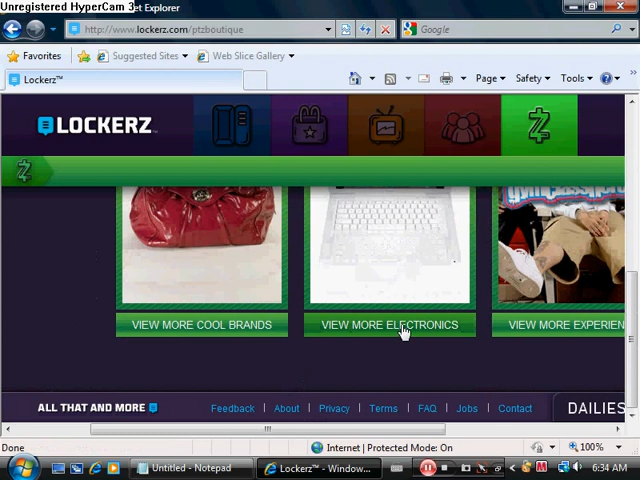 Unregistered HyperCam 3
et Explorer
http://www.lockerz.com/ptzboutique
Google
Favorites
Suggested Sites
Web Slice Gallery
Lockerz™
Page
Safety
Tools
LOCKERZ™
VIEW MORE COOL BRANDS
VIEW MORE ELECTRONICS
VIEW MORE EXPERIEN
ALL THAT AND MORE
Feedback | About | Privacy | Terms | FAQ | Jobs | Contact
DAILIES
Done
Internet | Protected Mode: On
100%
Untitled - Notepad
Lockerz™ - Window...
6:34 AM